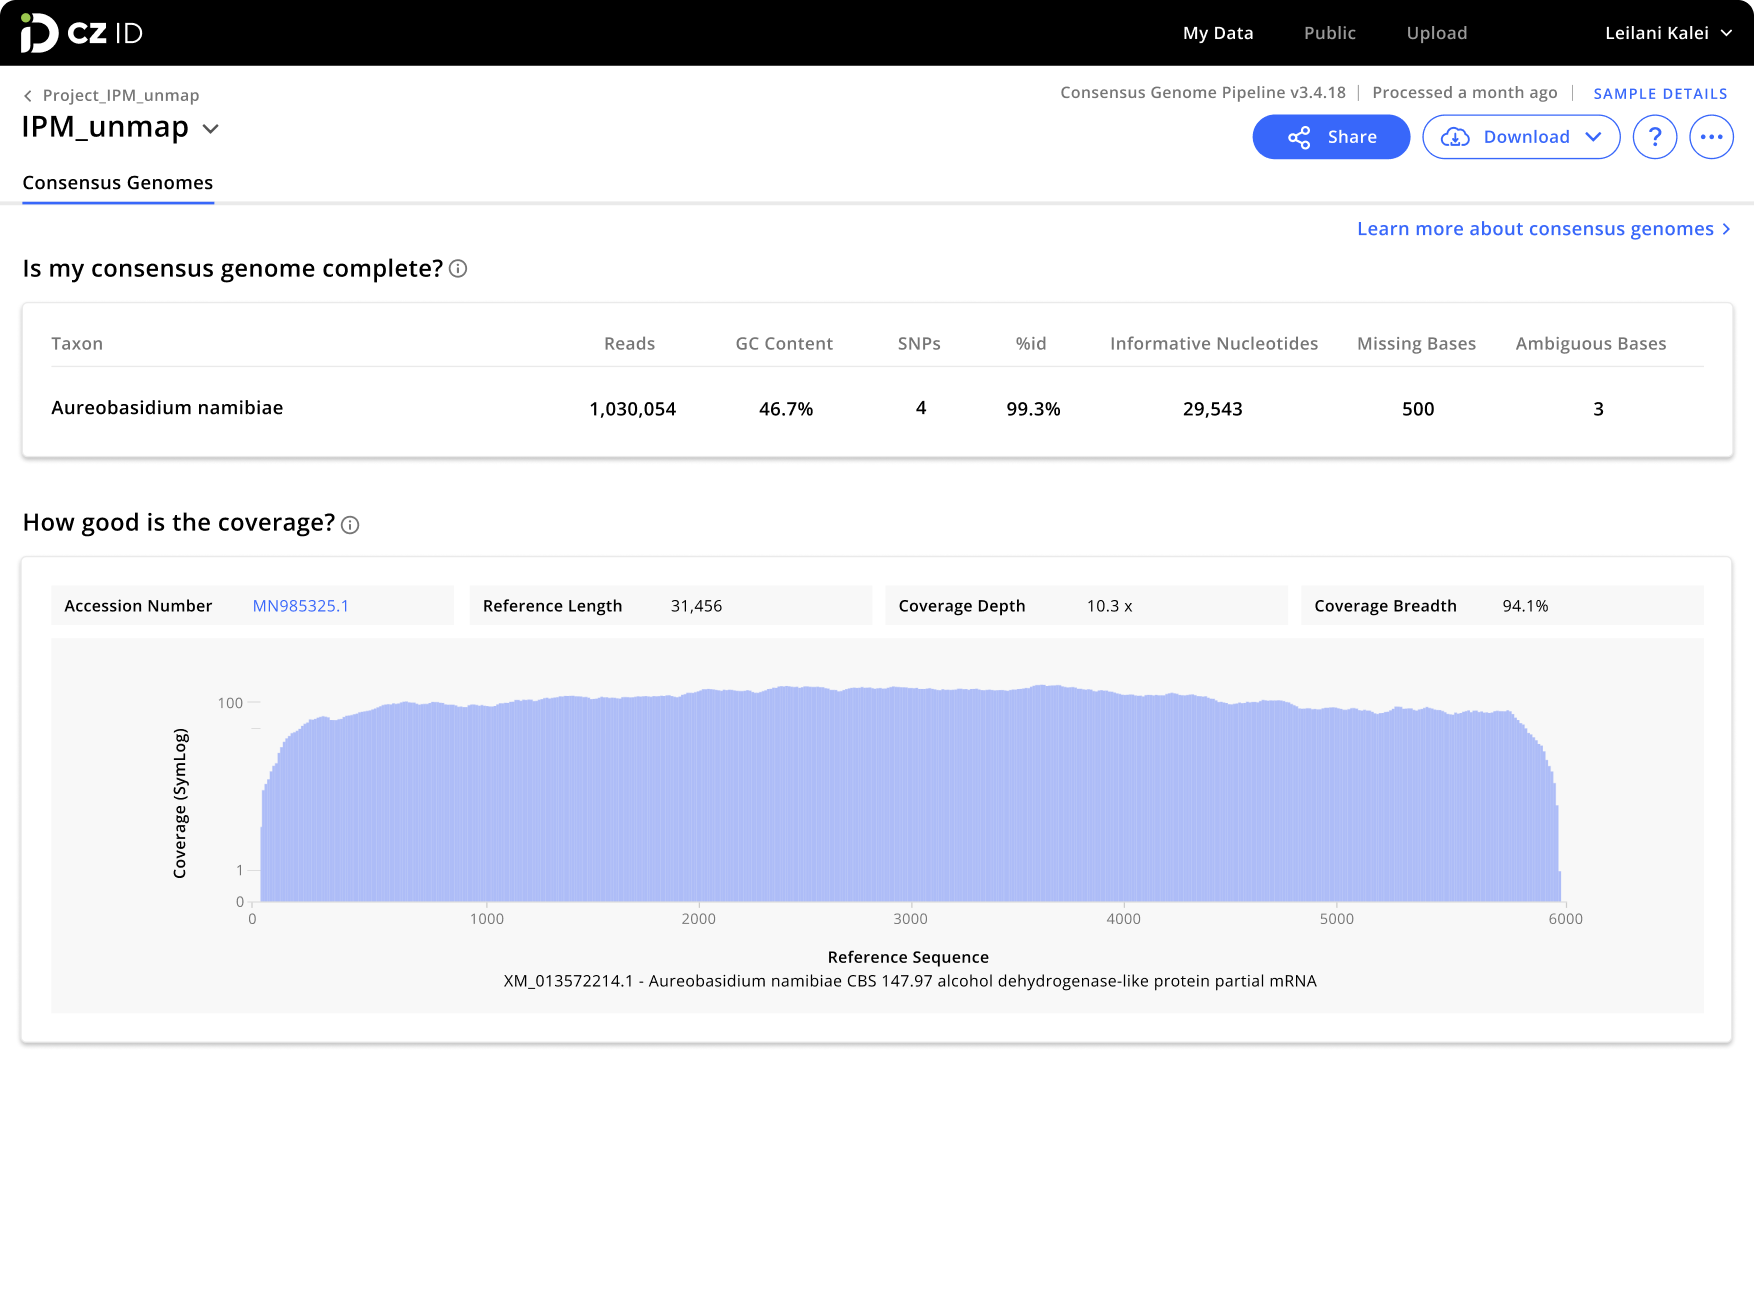 CZ ID
My Data
Public
Upload
Leilani Kalei
Project_IPM_unmap
Consensus Genome Pipeline v3.4.18 | Processed a month ago | SAMPLE DETAILS
IPM_unmap
Share
Download
?
Consensus Genomes
Learn more about consensus genomes
Is my consensus genome complete?
Taxon Reads GC Content SNPs %id Informative Nucleotides Missing Bases Ambiguous Bases
Aureobasidium namibiae 1,030,054 46.7% 4 99.3% 29,543 500 3
How good is the coverage?
Accession Number MN985325.1
Reference Length 31,456
Coverage Depth 10.3 x
Coverage Breadth 94.1%
Coverage (SymLog)
100
1
0
0 1000 2000 3000 4000 5000 6000
Reference Sequence
XM_013572214.1 - Aureobasidium namibiae CBS 147.97 alcohol dehydrogenase-like protein partial mRNA